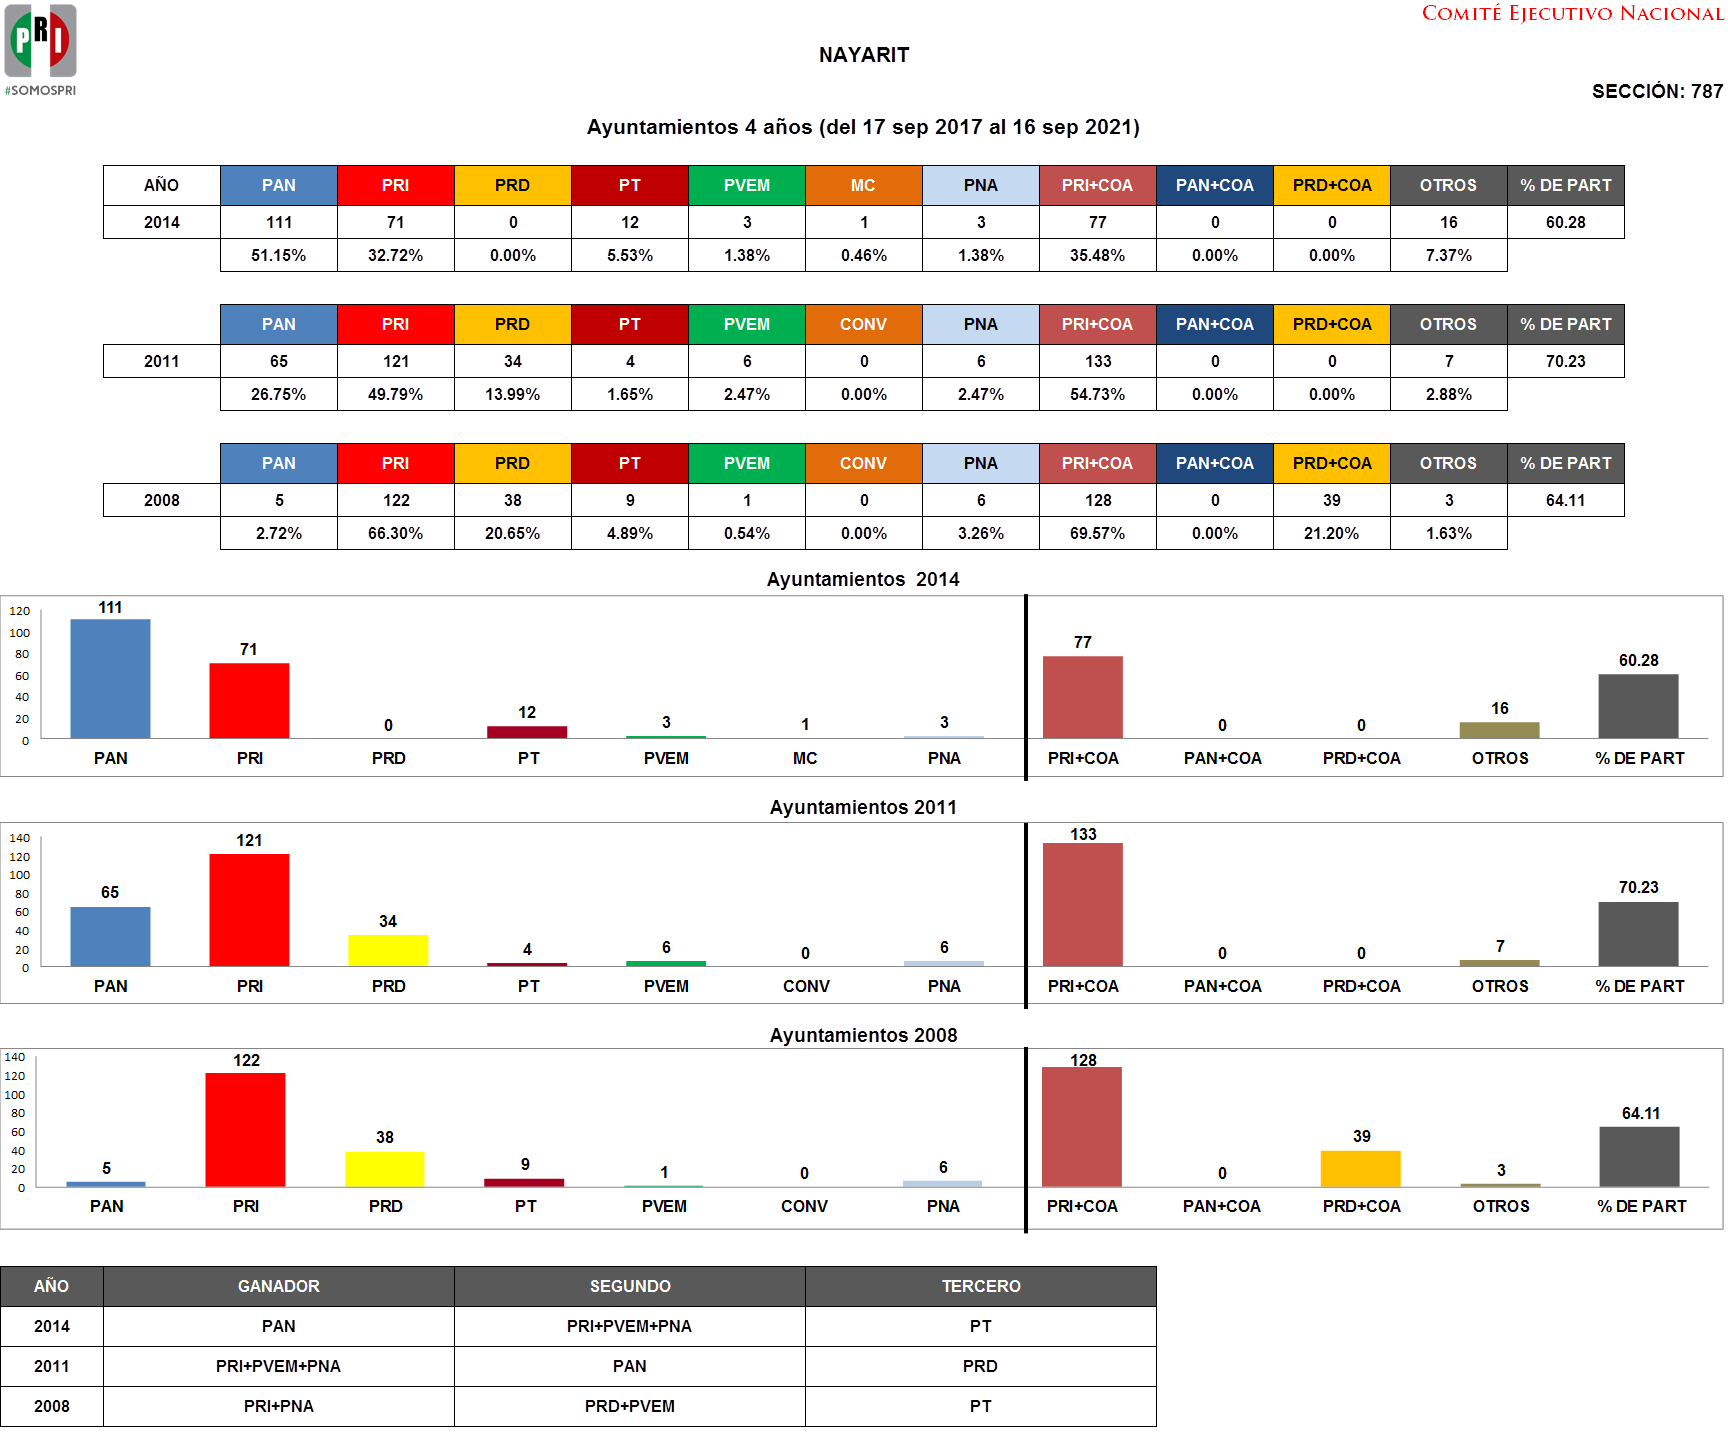 COMITÉ EJECUTIVO NACIONAL
PRI
#SOMOSPRI
NAYARIT
SECCIÓN: 787
Ayuntamientos 4 años (del 17 sep 2017 al 16 sep 2021)
AÑO PAN PRI PRD PT PVEM MC PNA PRI+COA PAN+COA PRD+COA OTROS % DE PART
2014 111 71 0 12 3 1 3 77 0 0 16 60.28
51.15% 32.72% 0.00% 5.53% 1.38% 0.46% 1.38% 35.48% 0.00% 0.00% 7.37%
PAN PRI PRD PT PVEM CONV PNA PRI+COA PAN+COA PRD+COA OTROS % DE PART
2011 65 121 34 4 6 0 6 133 0 0 7 70.23
26.75% 49.79% 13.99% 1.65% 2.47% 0.00% 2.47% 54.73% 0.00% 0.00% 2.88%
PAN PRI PRD PT PVEM CONV PNA PRI+COA PAN+COA PRD+COA OTROS % DE PART
2008 5 122 38 9 1 0 6 128 0 39 3 64.11
2.72% 66.30% 20.65% 4.89% 0.54% 0.00% 3.26% 69.57% 0.00% 21.20% 1.63%
Ayuntamientos 2014
120
100
80
60
40
20
0
111 71 0 12 3 1 3 77 0 0 16 60.28
PAN PRI PRD PT PVEM MC PNA PRI+COA PAN+COA PRD+COA OTROS % DE PART
Ayuntamientos 2011
140
120
100
80
60
40
20
0
65 121 34 4 6 0 6 133 0 0 7 70.23
PAN PRI PRD PT PVEM CONV PNA PRI+COA PAN+COA PRD+COA OTROS % DE PART
Ayuntamientos 2008
140
120
100
80
60
40
20
0
5 122 38 9 1 0 6 128 0 39 3 64.11
PAN PRI PRD PT PVEM CONV PNA PRI+COA PAN+COA PRD+COA OTROS % DE PART
AÑO GANADOR SEGUNDO TERCERO
2014 PAN PRI+PVEM+PNA PT
2011 PRI+PVEM+PNA PAN PRD
2008 PRI+PNA PRD+PVEM PT